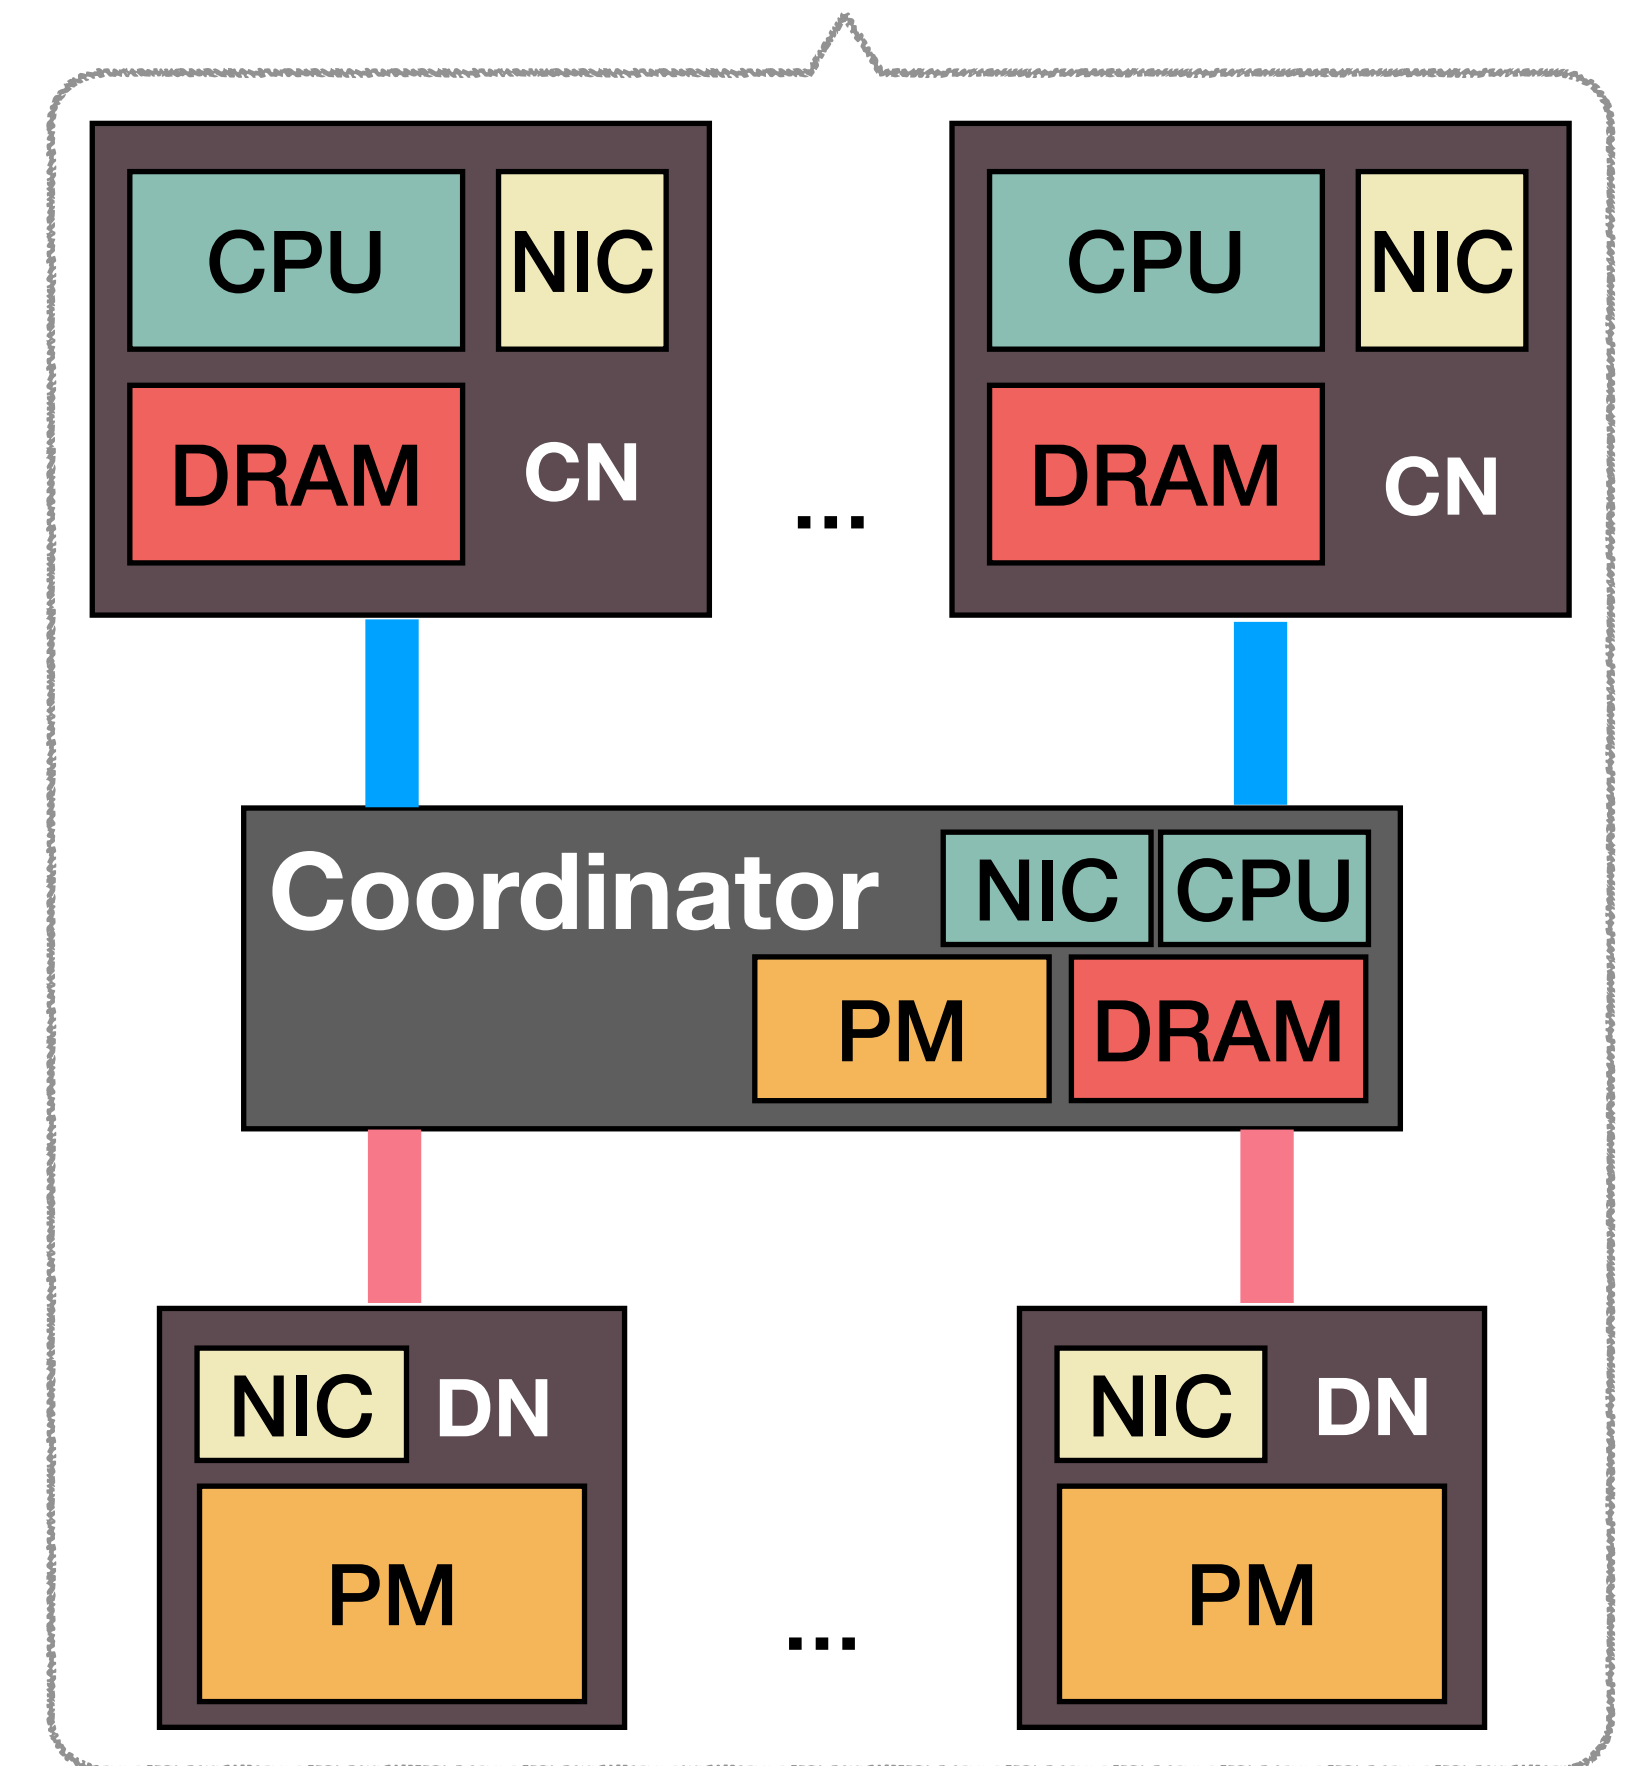 CPU NIC CPU NIC
DRAM CN DRAM CN
...
Coordinator NIC CPU
PM DRAM
NIC DN NIC DN
PM PM
...